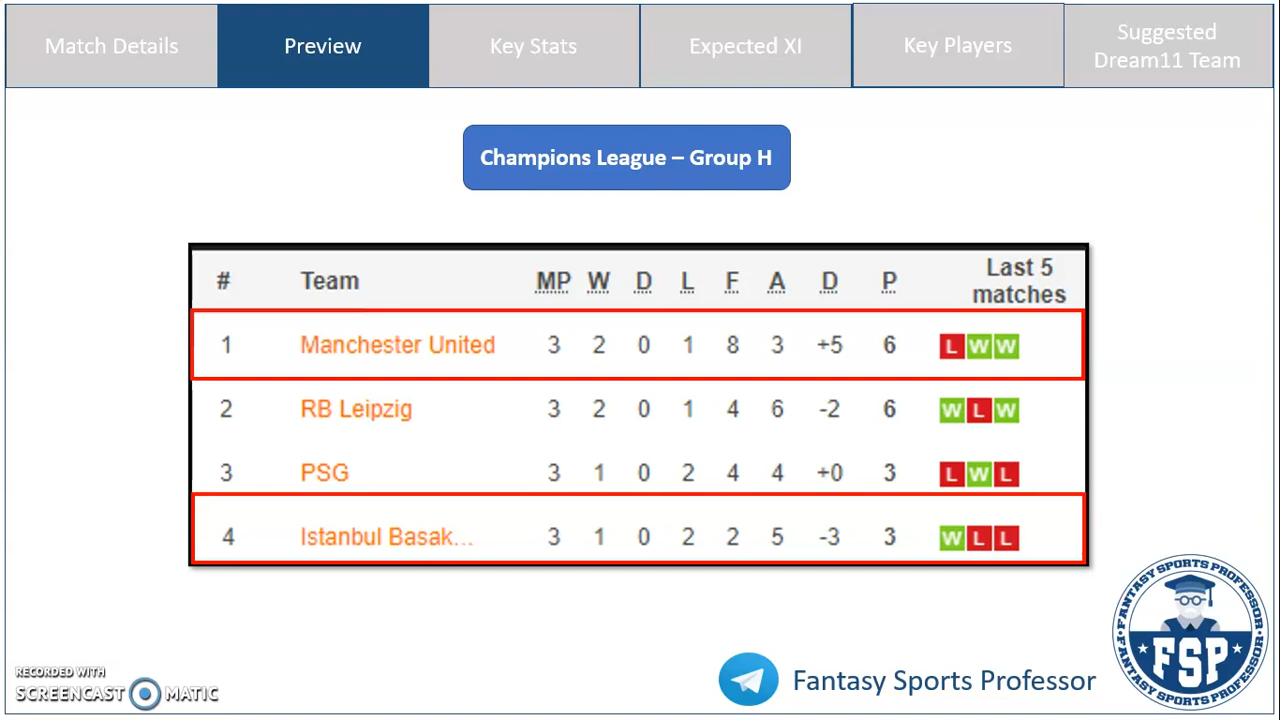 Match Details
Preview
Key Stats
Expected XI
Key Players
Suggested
Dream11 Team
Champions League – Group H
# Team MP W D L F A D P Last 5
matches
1 Manchester United 3 2 0 1 8 3 +5 6 L W W
2 RB Leipzig 3 2 0 1 4 6 -2 6 W L W
3 PSG 3 1 0 2 4 4 +0 3 L W L
4 Istanbul Basak... 3 1 0 2 2 5 -3 3 W L L
RECORDED WITH
SCREENCAST MATIC
Fantasy Sports Professor
FANTASY SPORTS PROFESSOR
FANTASY SPORTS PROFESSOR
FSP